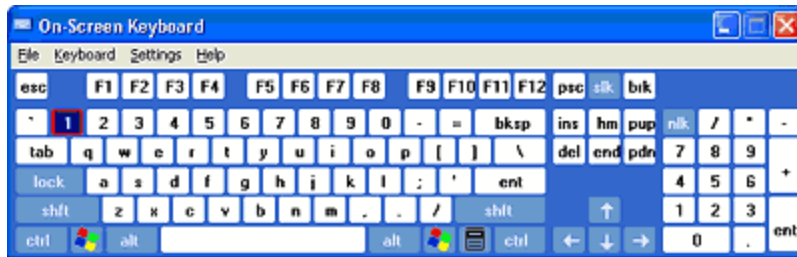 On-Screen Keyboard
File Keyboard Settings Help
esc F1 F2 F3 F4 F5 F6 F7 F8 F9 F10 F11 F12 psc slk brk
` 1 2 3 4 5 6 7 8 9 0 - = bksp ins hm pup nlk / * -
tab q w e r t y u i o p [ ] \ del end pdn 7 8 9 +
lock a s d f g h j k l ; ' ent 4 5 6
shft z x c v b n m , . / shft ↑ 1 2 3 ent
ctrl alt alt ctrl ← ↓ → 0 .